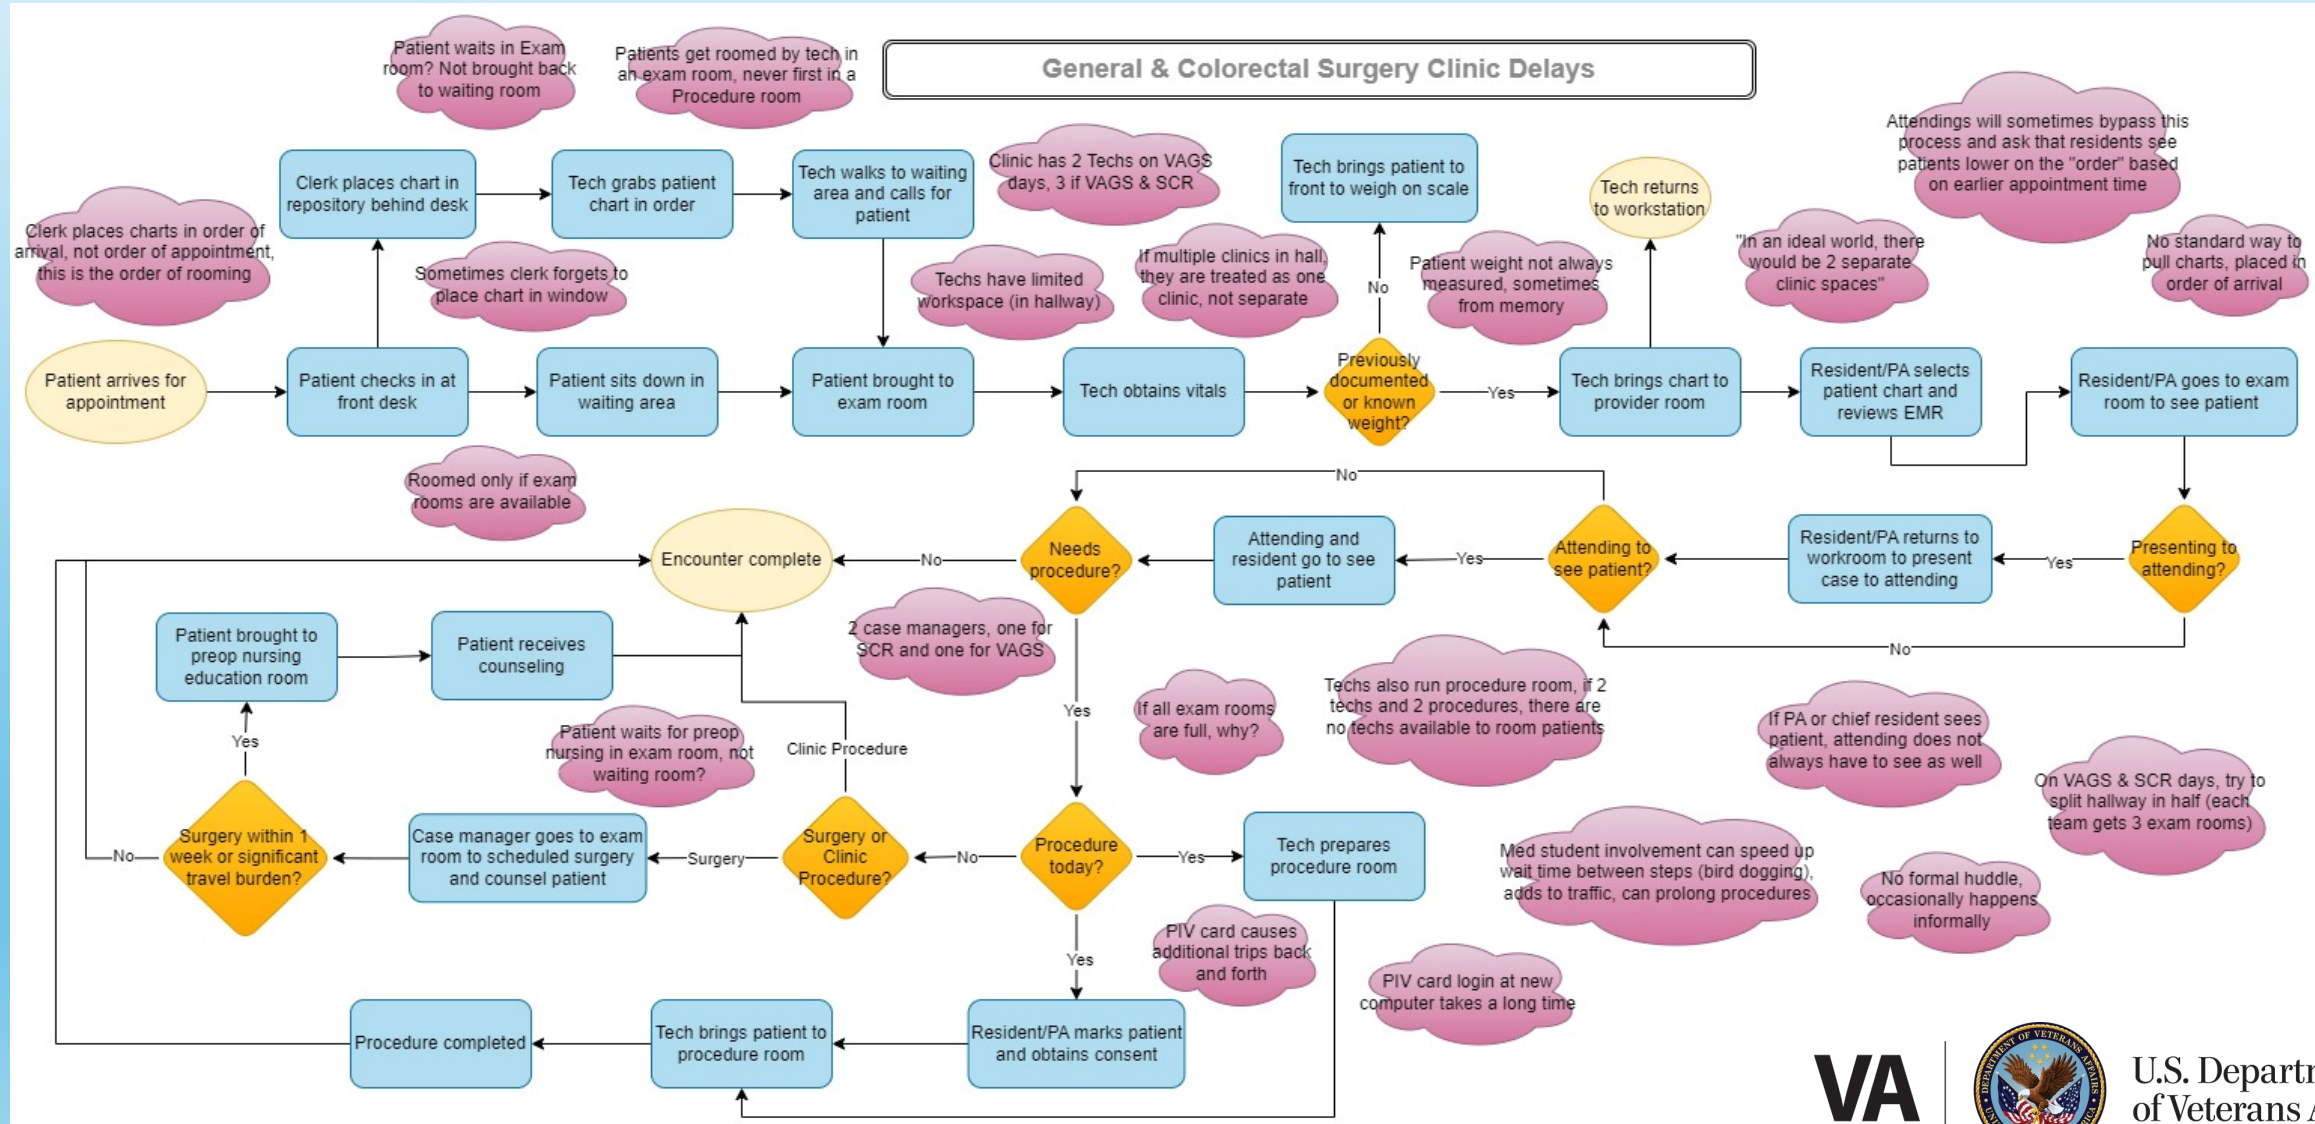 General & Colorectal Surgery Clinic Delays
Patient waits in Exam
room? Not brought back
to waiting room
Patients get roomed by tech in
an exam room, never first in a
Procedure room
Clerk places chart in
repository behind desk
Tech grabs patient
chart in order
Tech walks to waiting
area and calls for
patient
Clinic has 2 Techs on VAGS
days, 3 if VAGS & SCR
Tech brings patient to
front to weigh on scale
Tech returns
to workstation
Attendings will sometimes bypass this
process and ask that residents see
patients lower on the "order" based
on earlier appointment time
Clerk places charts in order of
arrival, not order of appointment,
this is the order of rooming
Sometimes clerk forgets to
place chart in window
Techs have limited
workspace (in hallway)
If multiple clinics in hall,
they are treated as one
clinic, not separate
No
Patient weight not always
measured, sometimes
from memory
"In an ideal world, there
would be 2 separate
clinic spaces"
No standard way to
pull charts, placed in
order of arrival
Patient arrives for
appointment
Patient checks in at
front desk
Patient sits down in
waiting area
Patient brought to
exam room
Tech obtains vitals
Previously
documented
or known
weight?
Yes
Tech brings chart to
provider room
Resident/PA selects
patient chart and
reviews EMR
Resident/PA goes to exam
room to see patient
Roomed only if exam
rooms are available
No
Encounter complete
No
Needs
procedure?
Attending and
resident go to see
patient
Yes
Attending to
see patient?
Resident/PA returns to
workroom to present
case to attending
Yes
Presenting to
attending?
No
Patient brought to
preop nursing
education room
Patient receives
counseling
2 case managers, one for
SCR and one for VAGS
Yes
If all exam rooms
are full, why?
Techs also run procedure room, if 2
techs and 2 procedures, there are
no techs available to room patients
If PA or chief resident sees
patient, attending does not
always have to see as well
On VAGS & SCR days, try to
split hallway in half (each
team gets 3 exam rooms)
Yes
Patient waits for preop
nursing in exam room, not
waiting room?
Clinic Procedure
No
Surgery within 1
week or significant
travel burden?
Case manager goes to exam
room to scheduled surgery
and counsel patient
Surgery
Surgery or
Clinic
Procedure?
No
Procedure
today?
Yes
Tech prepares
procedure room
Med student involvement can speed up
wait time between steps (bird dogging),
adds to traffic, can prolong procedures
No formal huddle,
occasionally happens
informally
Yes
PIV card causes
additional trips back
and forth
PIV card login at new
computer takes a long time
Procedure completed
Tech brings patient to
procedure room
Resident/PA marks patient
and obtains consent
VA
DEPARTMENT OF VETERANS AFFAIRS
U.S. Departm
of Veterans A